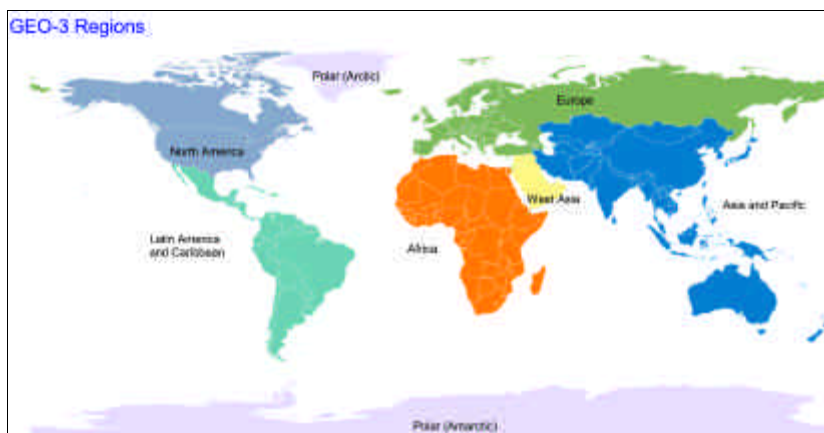 GEO-3 Regions
Polar (Arctic)
Europe
North America
West Asia
Asia and Pacific
Latin America
and Caribbean
Africa
Polar (Antarctic)